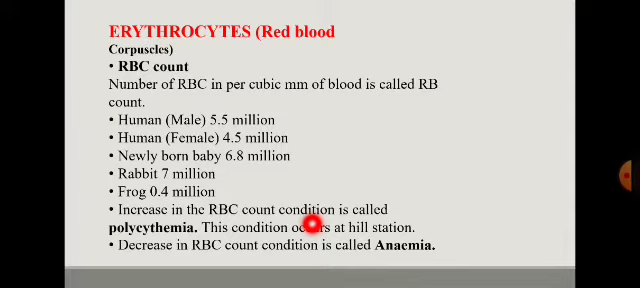 ERYTHROCYTES (Red blood
Corpuscles)
• RBC count
Number of RBC in per cubic mm of blood is called RB
count.
• Human (Male) 5.5 million
• Human (Female) 4.5 million
• Newly born baby 6.8 million
• Rabbit 7 million
• Frog 0.4 million
• Increase in the RBC count condition is called
polycythemia. This condition occurs at hill station.
• Decrease in RBC count condition is called Anaemia.